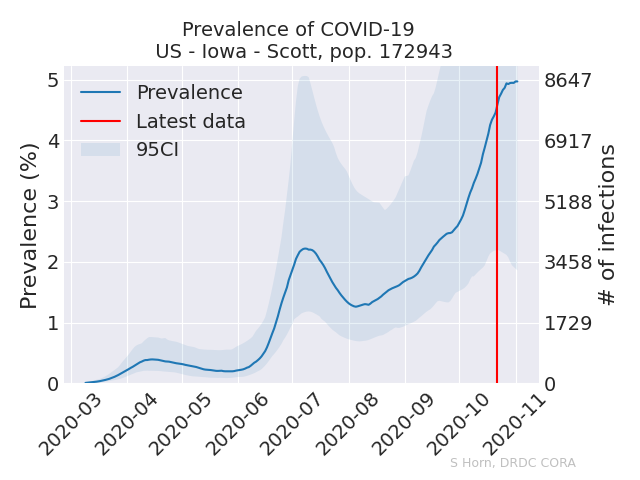 Prevalence of COVID-19
US - Iowa - Scott, pop. 172943
Prevalence
Latest data
95CI
Prevalence (%)
5
4
3
2
1
0
8647
6917
5188
3458
1729
0
# of infections
2020-03
2020-04
2020-05
2020-06
2020-07
2020-08
2020-09
2020-10
2020-11
S Horn, DRDC CORA